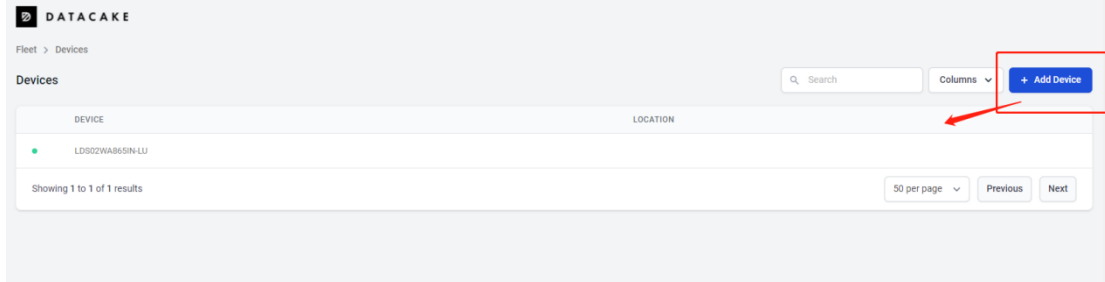 DATACAKE
Fleet > Devices
Devices
Search
Columns
+ Add Device
DEVICE LOCATION
LDS02WA865IN-LU
Showing 1 to 1 of 1 results
50 per page
Previous
Next